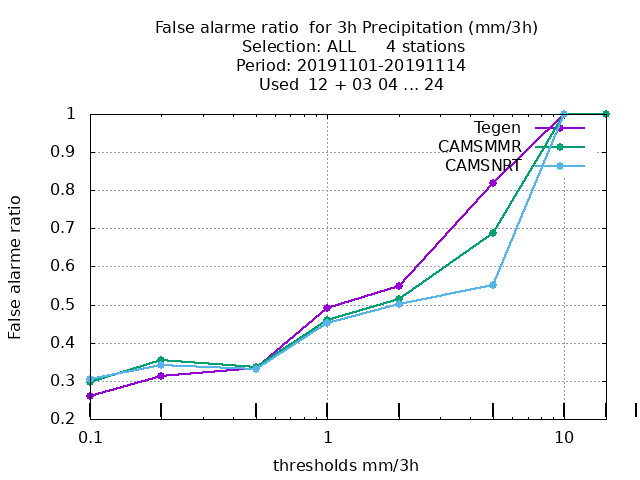 False alarme ratio  for 3h Precipitation (mm/3h)
Selection: ALL      4 stations
Period: 20191101-20191114
Used  12 + 03 04 ... 24
Tegen
CAMSMMR
CAMSNRT
False alarme ratio
1
0.9
0.8
0.7
0.6
0.5
0.4
0.3
0.2
0.1
1
10
thresholds mm/3h